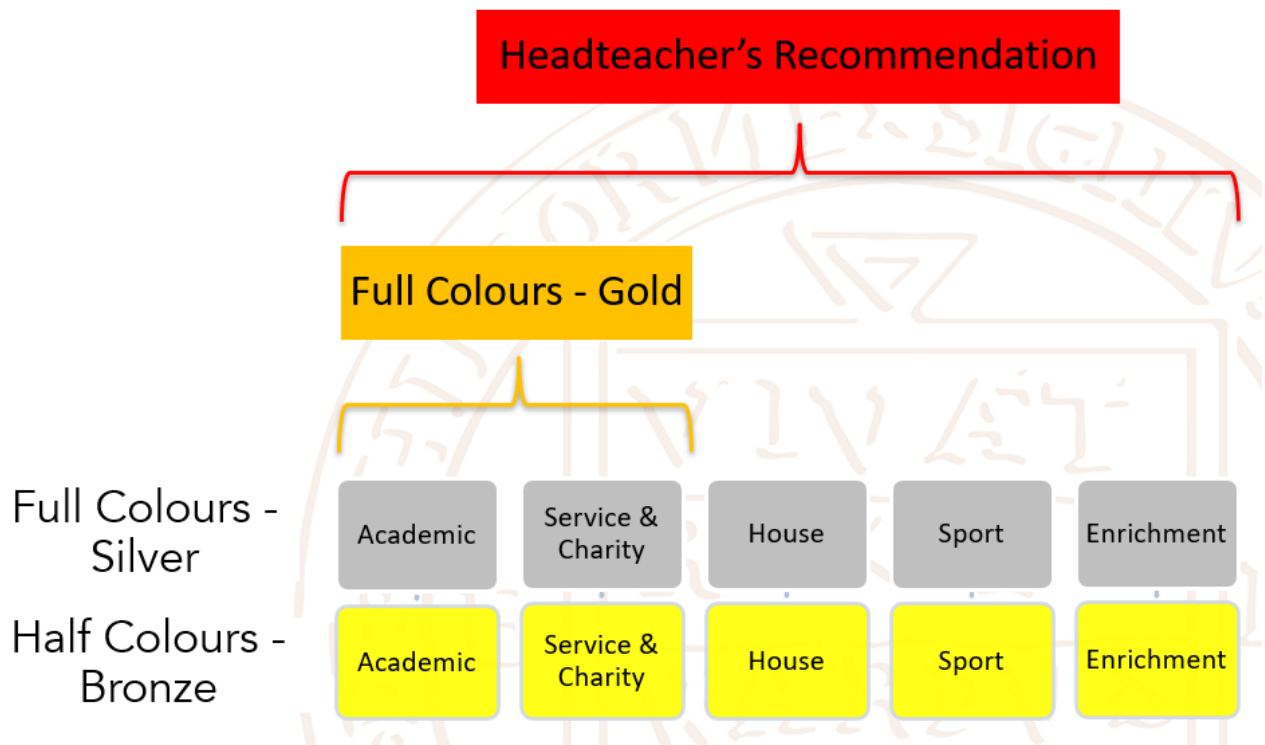 Headteacher's Recommendation
Full Colours - Gold
Full Colours -
Silver
Academic
Service &
Charity
House
Sport
Enrichment
Half Colours -
Bronze
Academic
Service &
Charity
House
Sport
Enrichment